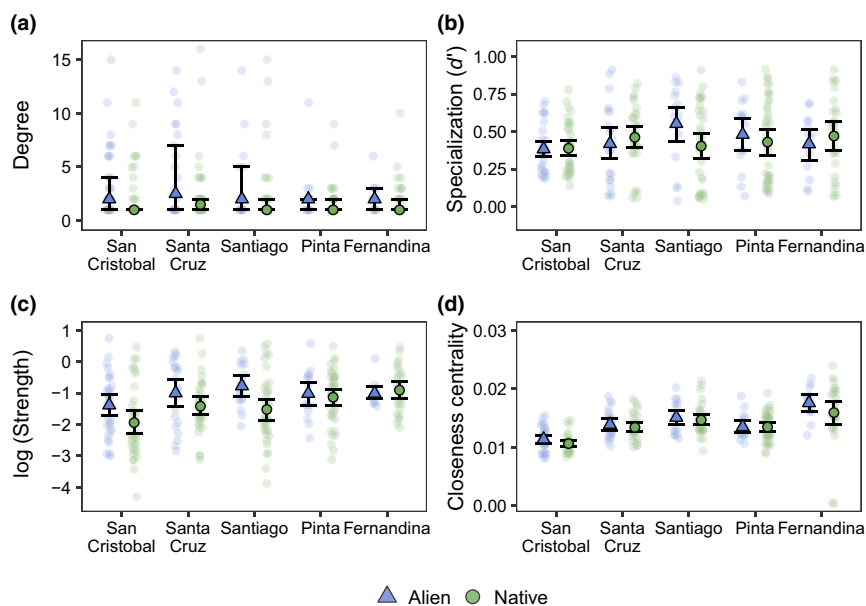 (a)
15
10
5
0
Degree
San Cristobal
Santa Cruz
Santiago
Pinta
Fernandina
(b)
1.00
0.75
0.50
0.25
0.00
Specialization (d')
San Cristobal
Santa Cruz
Santiago
Pinta
Fernandina
(c)
1
0
−1
−2
−3
−4
log (Strength)
San Cristobal
Santa Cruz
Santiago
Pinta
Fernandina
(d)
0.03
0.02
0.01
0.00
Closeness centrality
San Cristobal
Santa Cruz
Santiago
Pinta
Fernandina
Alien
Native